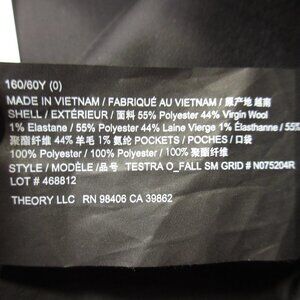 160/60Y (0)
MADE IN VIETNAM / FABRIQUÉ AU VIETNAM / 原产地 越南
SHELL / EXTÉRIEUR / 面料 55% Polyester 44% Virgin Wool
1% Elastane / 55% Polyester 44% Laine Vierge 1% Élasthanne / 55%
聚酯纤维 44% 羊毛 1% 氨纶 POCKETS / POCHES / 口袋
100% Polyester / 100% Polyester / 100% 聚酯纤维
STYLE / MODÈLE /品号 TESTRA O_FALL SM GRID # N075204R
LOT # 468812
THEORY LLC RN 98406 CA 39862